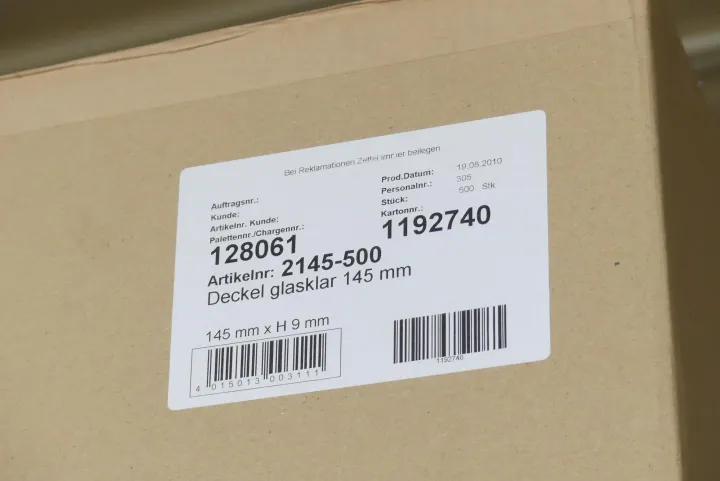 Bei Reklamationen Zettel immer beilegen
Auftragsnr.:
Kunde:
Artikelnr. Kunde:
Palettennr./Chargennr.:
128061
Prod.Datum: 19.08.2010
Personalnr.: 305
Stück: 500 Stk
Kartonnr.:
1192740
Artikelnr: 2145-500
Deckel glasklar 145 mm
145 mm x H 9 mm
4 015013 003111
1192740